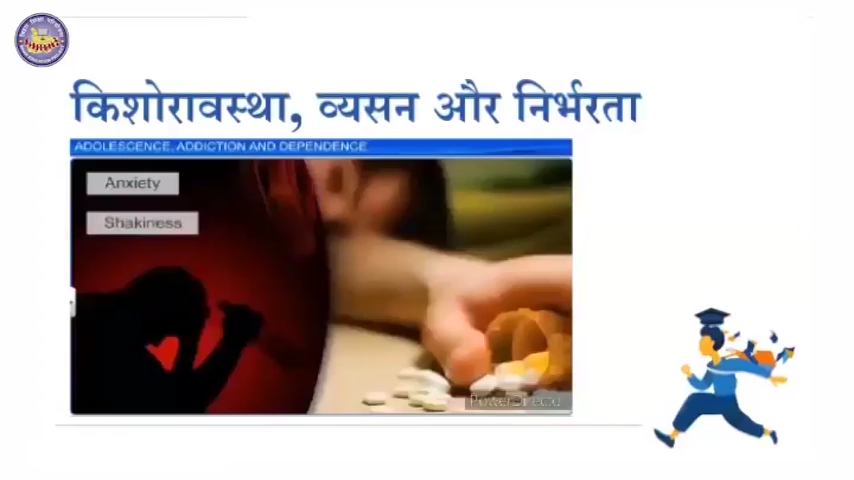 किशोरावस्था, व्यसन और निर्भरता
ADOLESCENCE, ADDICTION AND DEPENDENCE
Anxiety
Shakiness